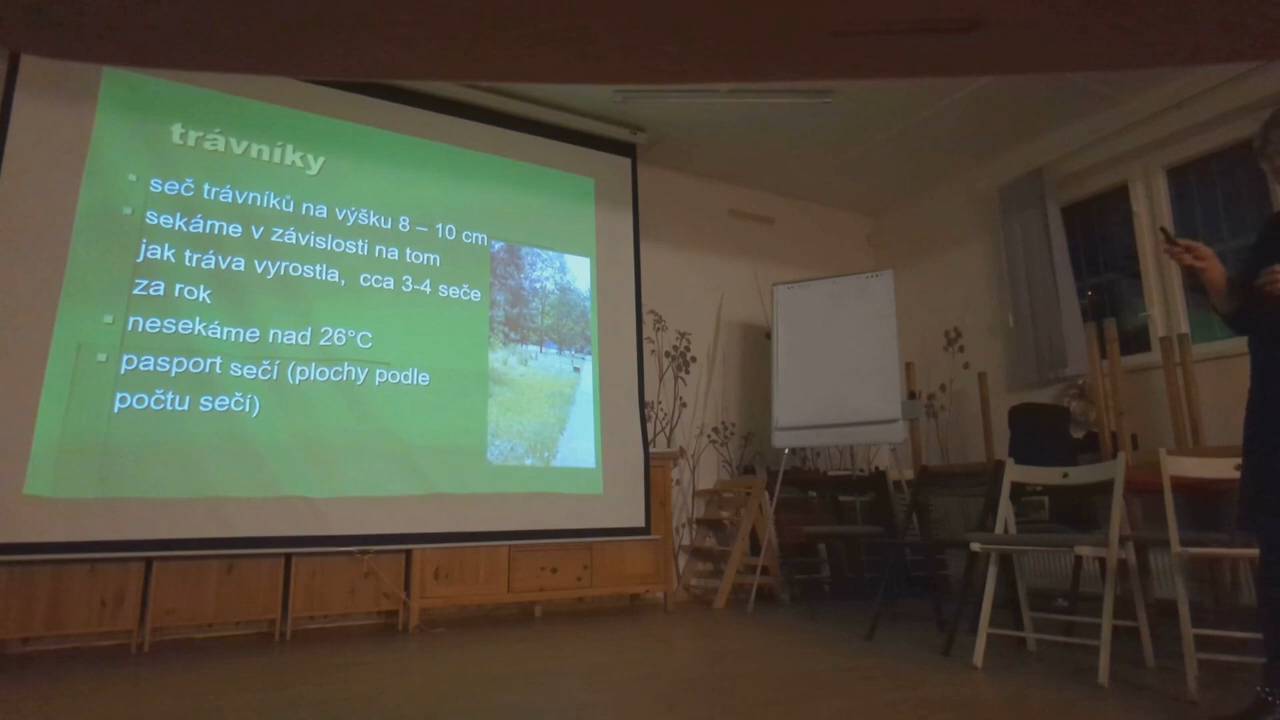 trávníky
seč trávníků na výšku 8 – 10 cm
sekáme v závislosti na tom
jak tráva vyrostla, cca 3-4 seče
za rok
nesekáme nad 26°C
pasport sečí (plochy podle
počtu sečí)